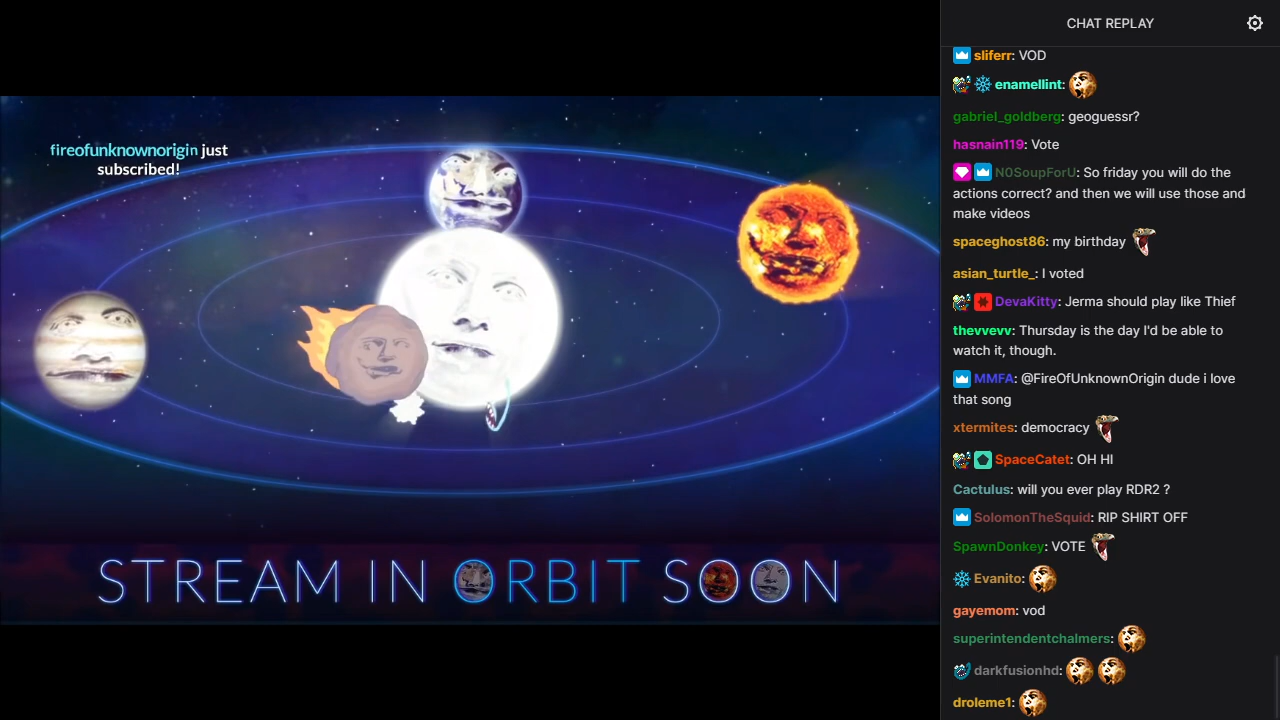 fireofunknownorigin just
subscribed!
STREAM IN ORBIT SOON
CHAT REPLAY
sliferr: VOD
enamellint:
gabriel_goldberg: geoguessr?
hasnain119: Vote
N0SoupForU: So friday you will do the
actions correct? and then we will use those and
make videos
spaceghost86: my birthday
asian_turtle_: I voted
DevaKitty: Jerma should play like Thief
thevvevv: Thursday is the day I'd be able to
watch it, though.
MMFA: @FireOfUnknownOrigin dude i love
that song
xtermites: democracy
SpaceCatet: OH HI
Cactulus: will you ever play RDR2 ?
SolomonTheSquid: RIP SHIRT OFF
SpawnDonkey: VOTE
Evanito:
gayemom: vod
superintendentchalmers:
darkfusionhd:
droleme1: